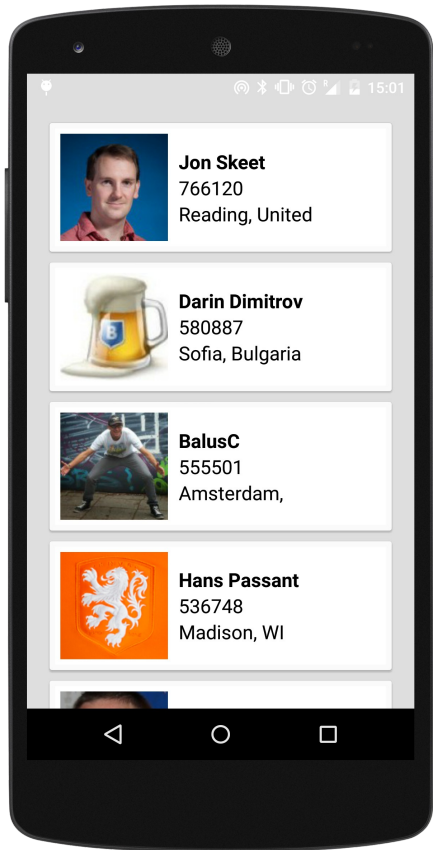 15:01
Jon Skeet
766120
Reading, United
B
Darin Dimitrov
580887
Sofia, Bulgaria
BalusC
555501
Amsterdam,
Hans Passant
536748
Madison, WI